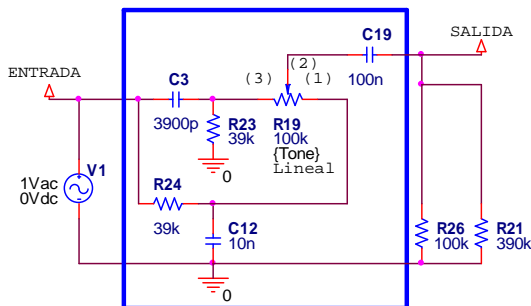 SALIDA
C19
(2)
100n
ENTRADA
C3
(3)
(1)
3900p
R23
39k
R19
100k
{Tone}
Lineal
0
V1
1Vac
0Vdc
R24
39k
C12
10n
R26
100k
R21
390k
0